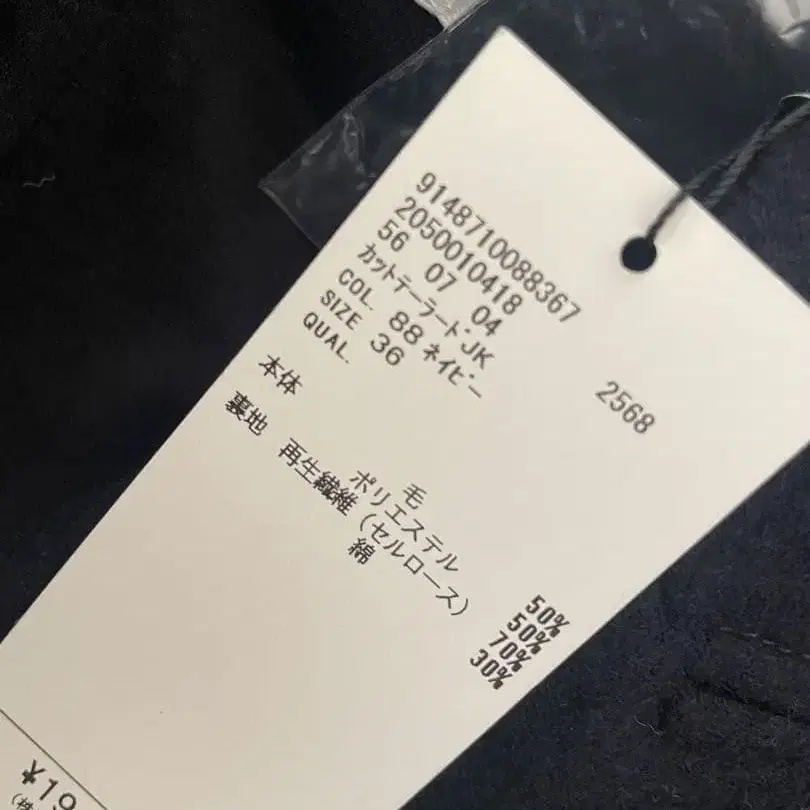 9148710088367
2050010418
56 07 04
カットテーラードJK
COL. 88 ネイビー
SIZE 36
QUAL.
2568
本体 毛 50%
ポリエステル 50%
裏地 再生繊維(セルロース) 70%
綿 30%
¥19
(株